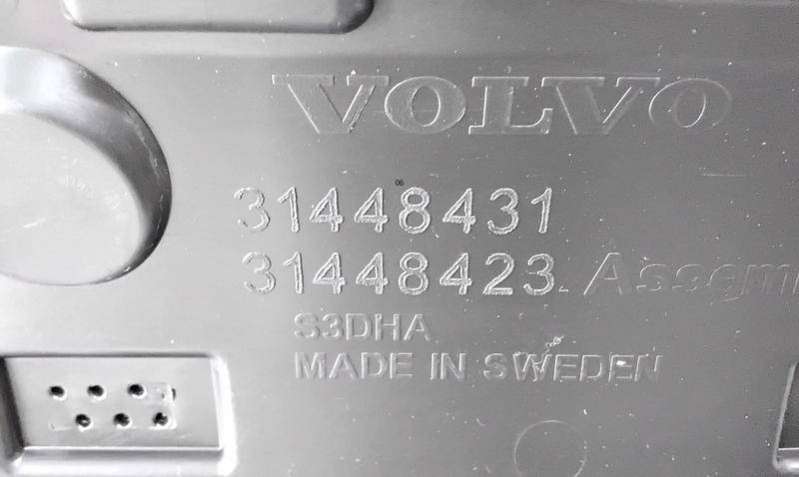 VOLVO
31448431
31448423
S3DHA
MADE IN SWEDEN